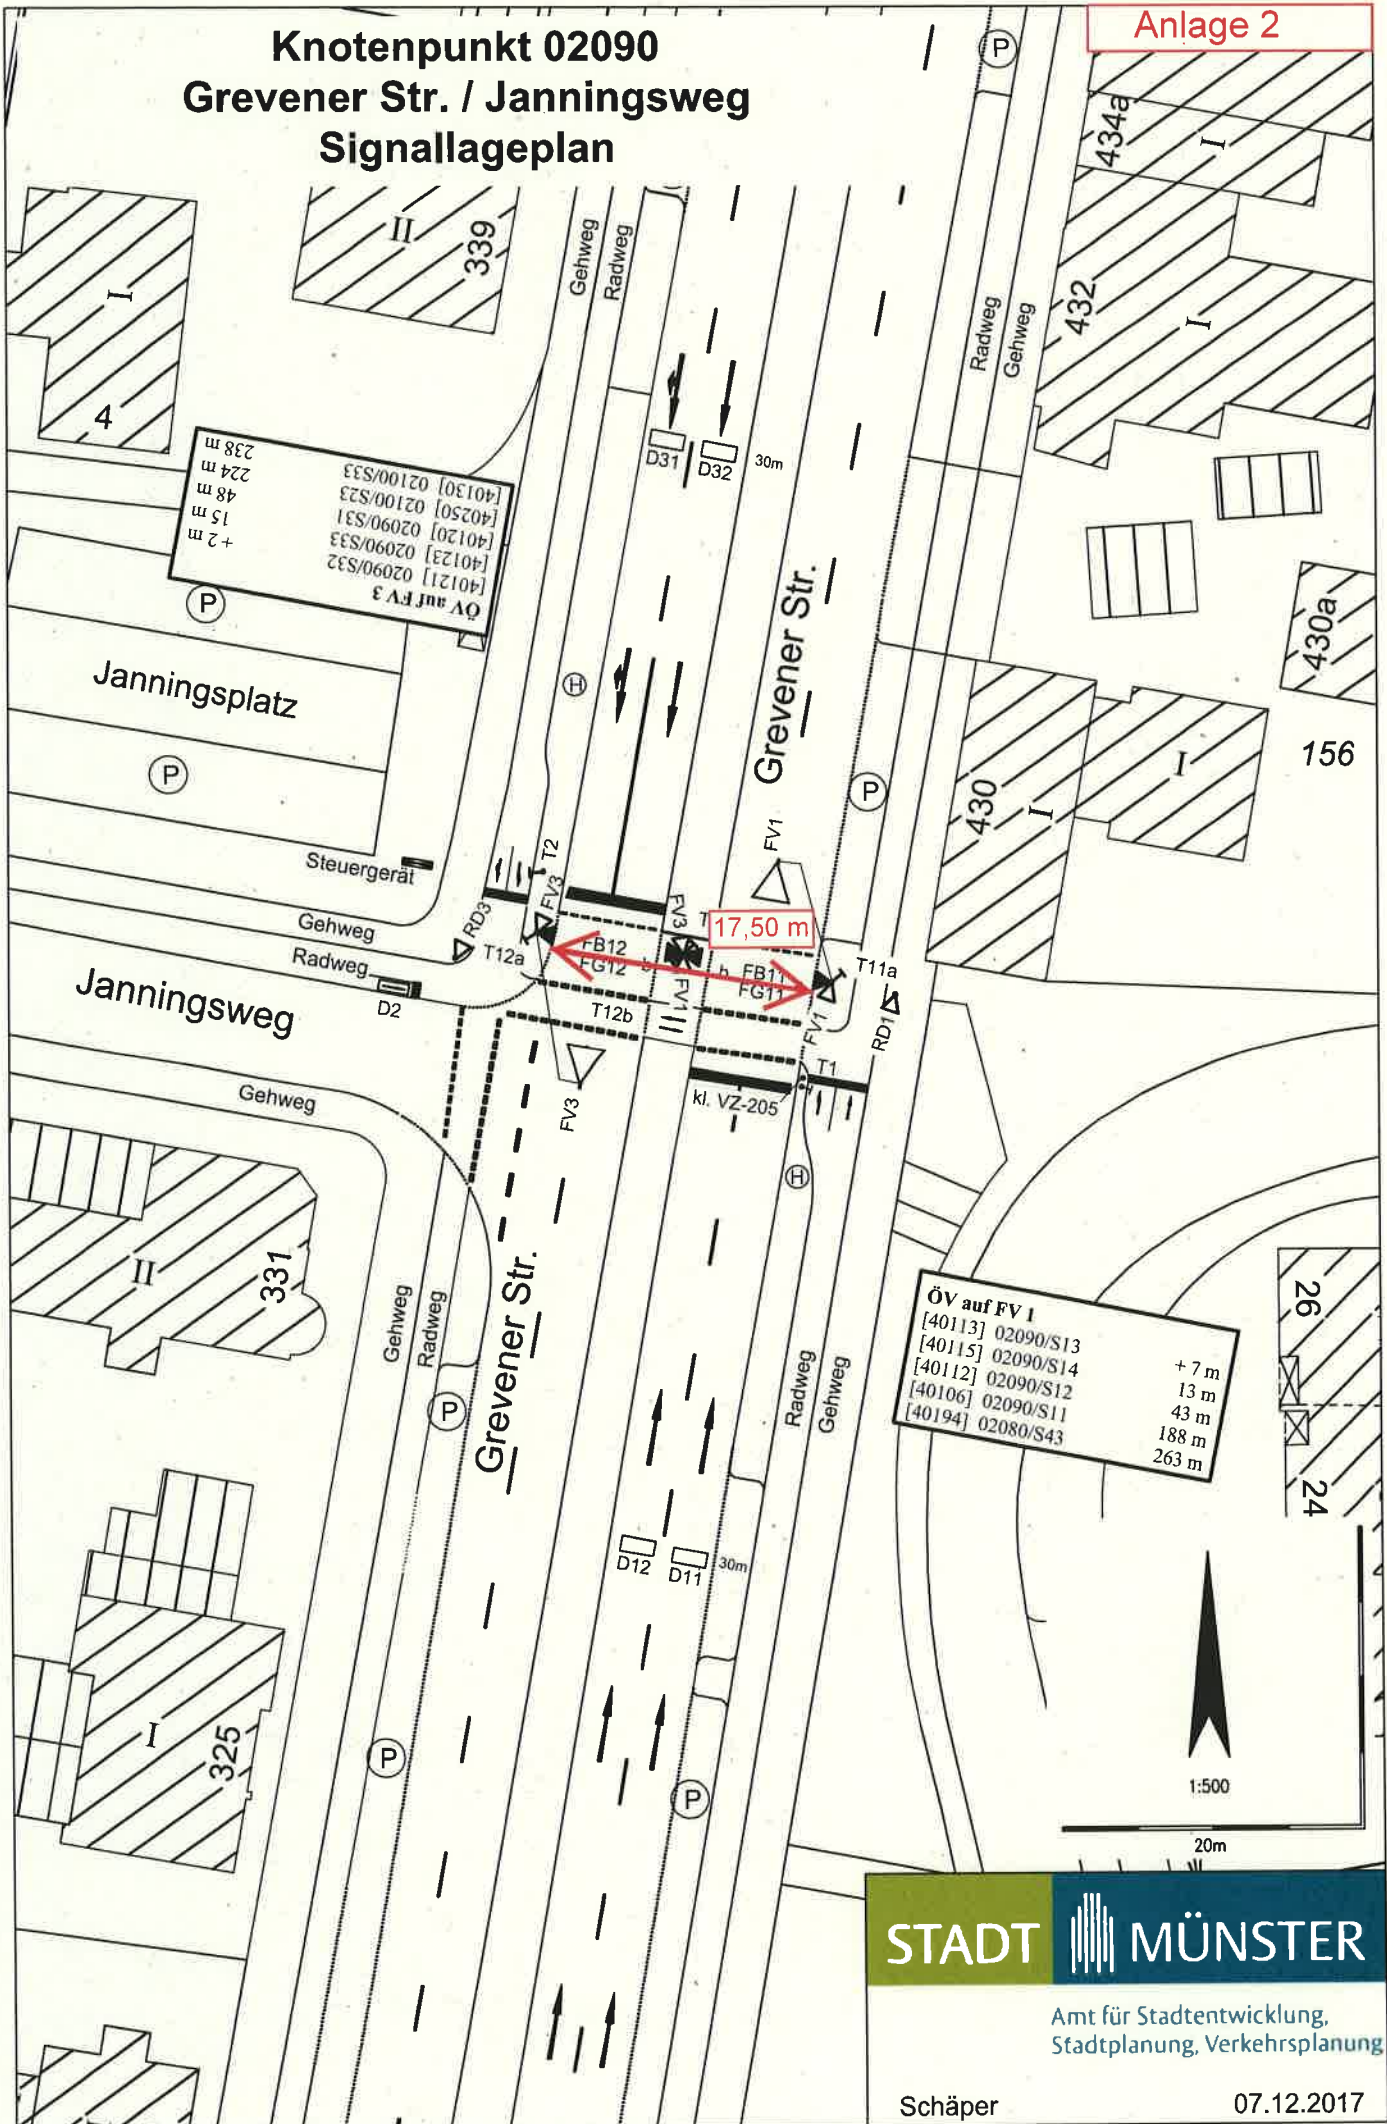 Anlage 2
Knotenpunkt 02090
Grevener Str. / Janningsweg
Signallageplan
P
434a
I
II
339
Gehweg
Radweg
I
4
Radweg
Gehweg
432
I
D31
D32
30m
ÖV auf FV 3
[40121] 02090/S32 + 2 m
[40123] 02090/S33 15 m
[40120] 02090/S31 48 m
[40250] 02100/S23 224 m
[40130] 02100/S33 238 m
P
Janningsplatz
P
H
Grevener Str.
P
430a
156
430
I
I
Steuergerät
T2
FV3
FV1
RD3
FV3
17,50 m
Gehweg
Radweg
T12a
FB12
FG12
FB11
FG11
T11a
D2
Janningsweg
T12b
FV1
FV1
RD1
T1
kl. VZ-205
FV3
Gehweg
H
II
331
Gehweg
Radweg
Grevener Str.
P
Radweg
Gehweg
ÖV auf FV 1
[40113] 02090/S13 + 7 m
[40115] 02090/S14 13 m
[40112] 02090/S12 43 m
[40106] 02090/S11 188 m
[40194] 02080/S43 263 m
26
24
D12
D11
30m
I
325
P
P
1:500
20m
STADT MÜNSTER
Amt für Stadtentwicklung,
Stadtplanung, Verkehrsplanung
Schäper 07.12.2017